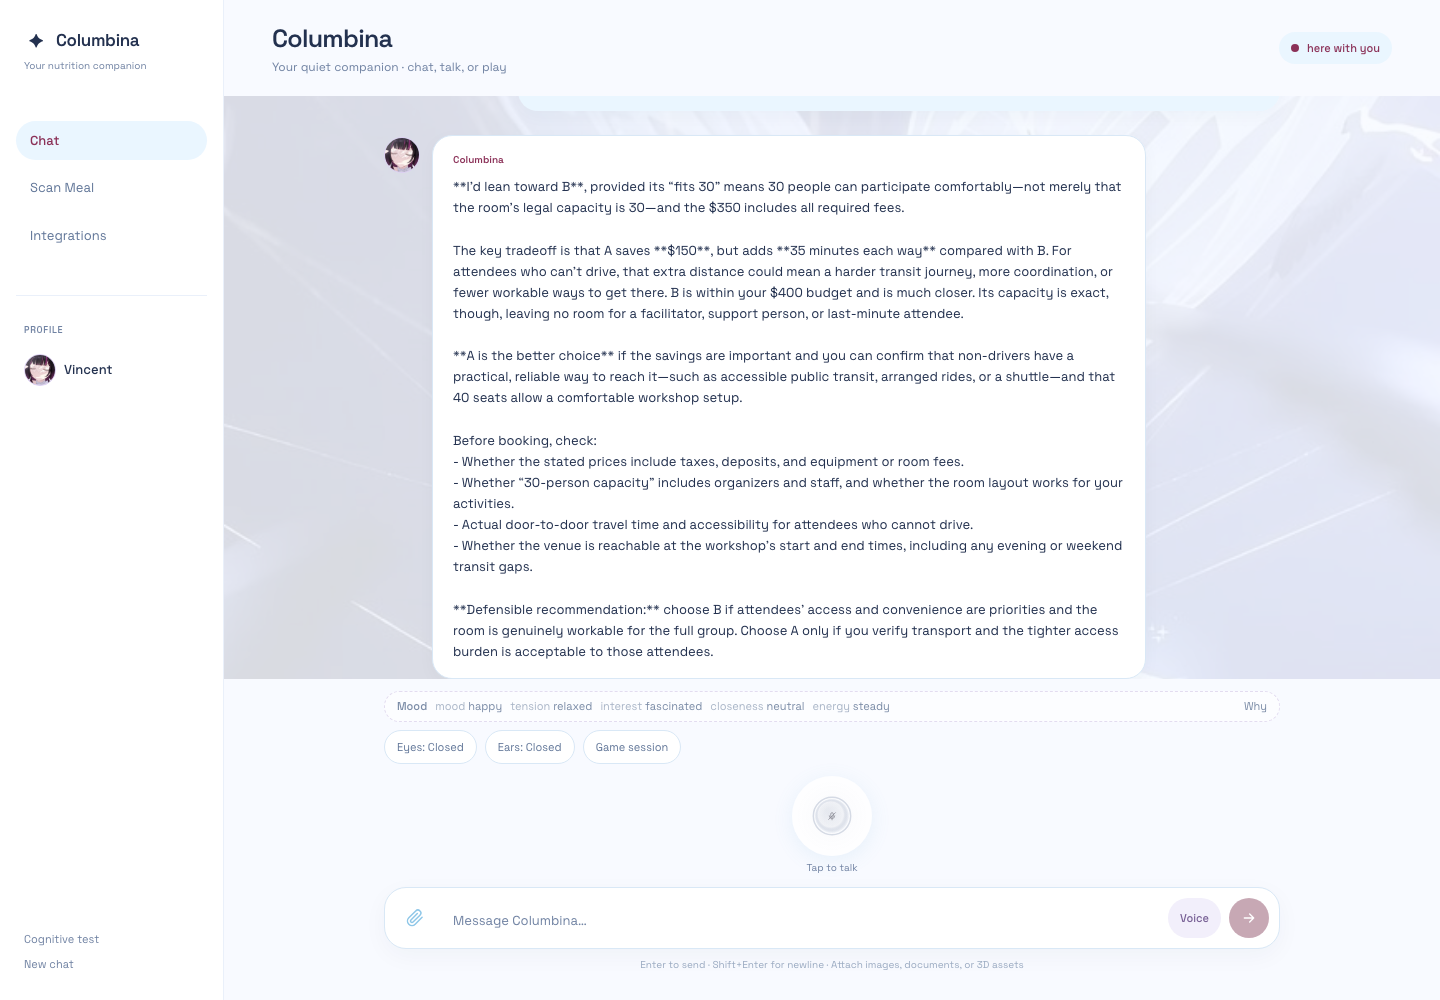 Columbina
Your nutrition companion
Chat
Scan Meal
Integrations
PROFILE
Vincent
Cognitive test
New chat
Columbina
Your quiet companion · chat, talk, or play
here with you
Columbina
**I'd lean toward B**, provided its “fits 30” means 30 people can participate comfortably—not merely that
the room's legal capacity is 30—and the $350 includes all required fees.
The key tradeoff is that A saves **$150**, but adds **35 minutes each way** compared with B. For
attendees who can't drive, that extra distance could mean a harder transit journey, more coordination, or
fewer workable ways to get there. B is within your $400 budget and is much closer. Its capacity is exact,
though, leaving no room for a facilitator, support person, or last-minute attendee.
**A is the better choice** if the savings are important and you can confirm that non-drivers have a
practical, reliable way to reach it—such as accessible public transit, arranged rides, or a shuttle—and that
40 seats allow a comfortable workshop setup.
Before booking, check:
- Whether the stated prices include taxes, deposits, and equipment or room fees.
- Whether “30-person capacity” includes organizers and staff, and whether the room layout works for your
activities.
- Actual door-to-door travel time and accessibility for attendees who cannot drive.
- Whether the venue is reachable at the workshop's start and end times, including any evening or weekend
transit gaps.
**Defensible recommendation:** choose B if attendees' access and convenience are priorities and the
room is genuinely workable for the full group. Choose A only if you verify transport and the tighter access
burden is acceptable to those attendees.
Mood mood happy tension relaxed interest fascinated closeness neutral energy steady Why
Eyes: Closed Ears: Closed Game session
Tap to talk
Message Columbina...
Voice
Enter to send · Shift+Enter for newline · Attach images, documents, or 3D assets